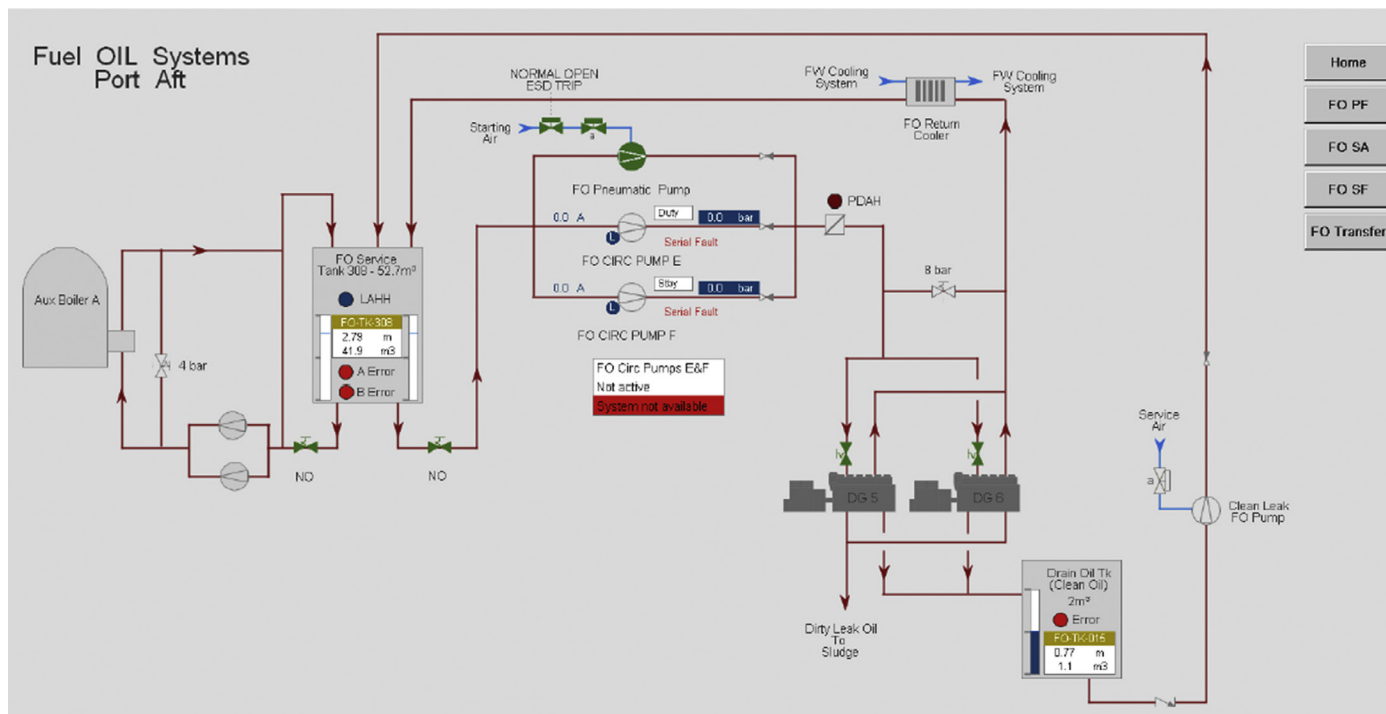 Fuel OIL Systems
Port Aft
NORMAL OPEN
ESD TRIP
Starting
Air
a
FW Cooling
System
FW Cooling
System
FO Return
Cooler
Home
FO PF
FO SA
FO SF
FO Transfer
FO Pneumatic Pump
0.0 A
Duty
0.0 bar
L
Serial Fault
FO CIRC PUMP E
0.0 A
Stby
0.0 bar
L
Serial Fault
FO CIRC PUMP F
PDAH
8 bar
FO Circ Pumps E&F
Not active
System not available
Aux Boiler A
4 bar
NO
NO
FO Service
Tank 309 - 52.7m³
LAHH
2.79 m
41.9 m3
A Error
B Error
DG 5
DG 6
Service
Air
a
Clean Leak
FO Pump
Dirty Leak Oil
To
Sludge
Drain Oil Tk
(Clean Oil)
2m³
Error
FO-TK-015
0.77 m
1.1 m3